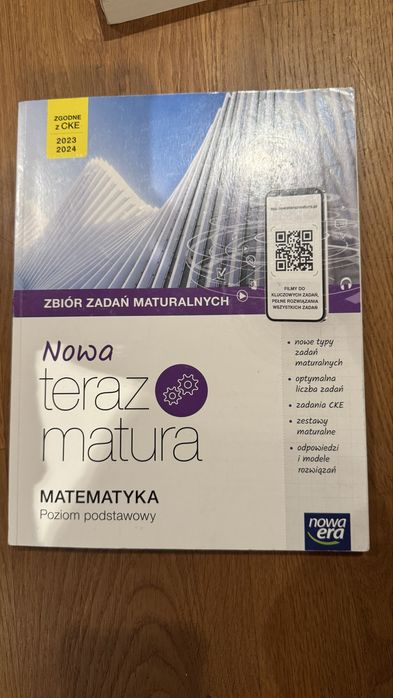 ZGODNE
z CKE
2023
2024
FILMY DO
KLUCZOWYCH ZADAŃ,
PEŁNE ROZWIĄZANIA
WSZYSTKICH ZADAŃ
ZBIÓR ZADAŃ MATURALNYCH
Nowa
teraz
matura
• nowe typy
zadań
maturalnych
• optymalna
liczba zadań
• zadania CKE
• zestawy
maturalne
• odpowiedzi
i modele
rozwiązań
MATEMATYKA
Poziom podstawowy
nowa
era